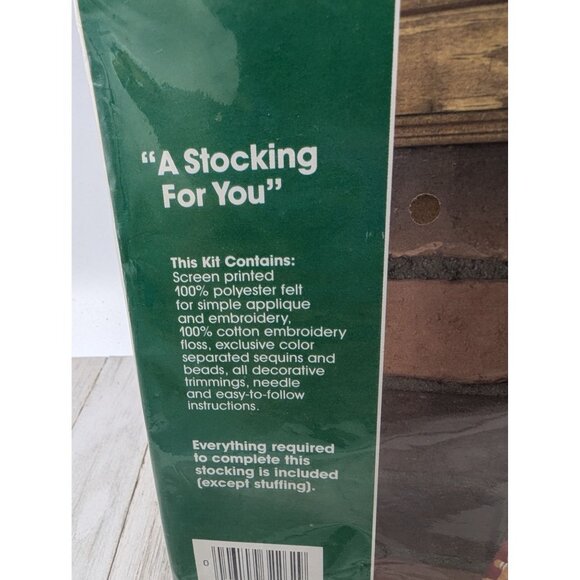 “A Stocking
For You”
This Kit Contains:
Screen printed
100% polyester felt
for simple applique
and embroidery,
100% cotton embroidery
floss, exclusive color
separated sequins and
beads, all decorative
trimmings, needle
and easy-to-follow
instructions.
Everything required
to complete this
stocking is included
(except stuffing).
0